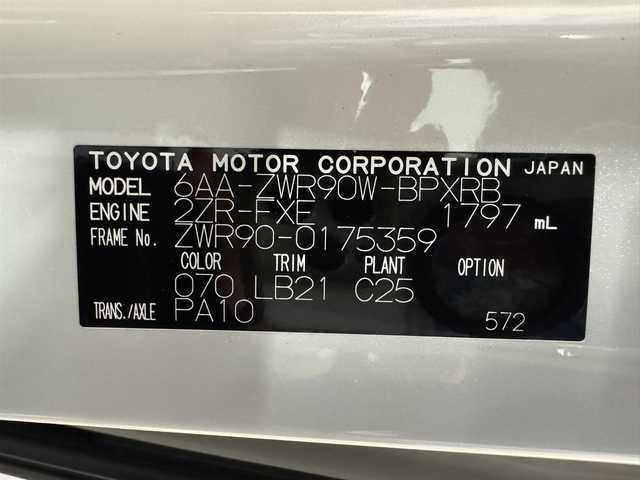 TOYOTA MOTOR CORPORATION JAPAN
MODEL 6AA-ZWR90W-BPXRB
ENGINE 2ZR-FXE 1797 mL
FRAME No. ZWR90-0175359
COLOR TRIM PLANT OPTION
070 LB21 C25
TRANS./AXLE PA10 572